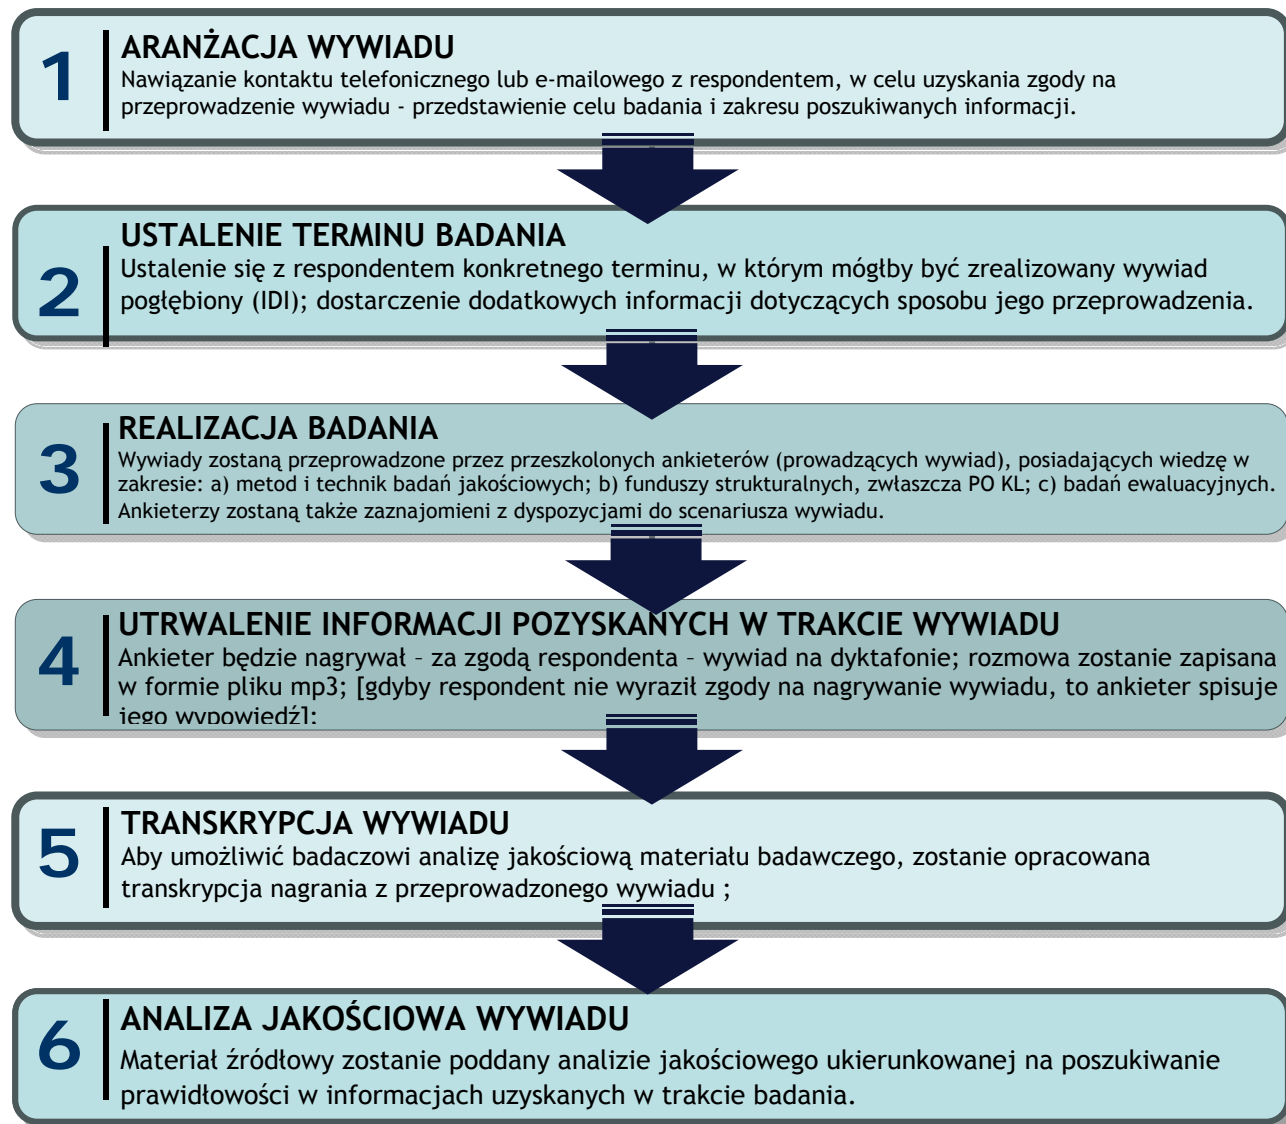 1
ARANŻACJA WYWIADU
Nawiązanie kontaktu telefonicznego lub e-mailowego z respondentem, w celu uzyskania zgody na
przeprowadzenie wywiadu - przedstawienie celu badania i zakresu poszukiwanych informacji.
2
USTALENIE TERMINU BADANIA
Ustalenie się z respondentem konkretnego terminu, w którym mógłby być zrealizowany wywiad
pogłębiony (IDI); dostarczenie dodatkowych informacji dotyczących sposobu jego przeprowadzenia.
3
REALIZACJA BADANIA
Wywiady zostaną przeprowadzone przez przeszkolonych ankieterów (prowadzących wywiad), posiadających wiedzę w
zakresie: a) metod i technik badań jakościowych; b) funduszy strukturalnych, zwłaszcza PO KL; c) badań ewaluacyjnych.
Ankieterzy zostaną także zaznajomieni z dyspozycjami do scenariusza wywiadu.
4
UTRWALENIE INFORMACJI POZYSKANYCH W TRAKCIE WYWIADU
Ankieter będzie nagrywał – za zgodą respondenta – wywiad na dyktafonie; rozmowa zostanie zapisana
w formie pliku mp3; [gdyby respondent nie wyraził zgody na nagrywanie wywiadu, to ankieter spisuje
jego wypowiedź];
5
TRANSKRYPCJA WYWIADU
Aby umożliwić badaczowi analizę jakościową materiału badawczego, zostanie opracowana
transkrypcja nagrania z przeprowadzonego wywiadu ;
6
ANALIZA JAKOŚCIOWA WYWIADU
Materiał źródłowy zostanie poddany analizie jakościowego ukierunkowanej na poszukiwanie
prawidłowości w informacjach uzyskanych w trakcie badania.